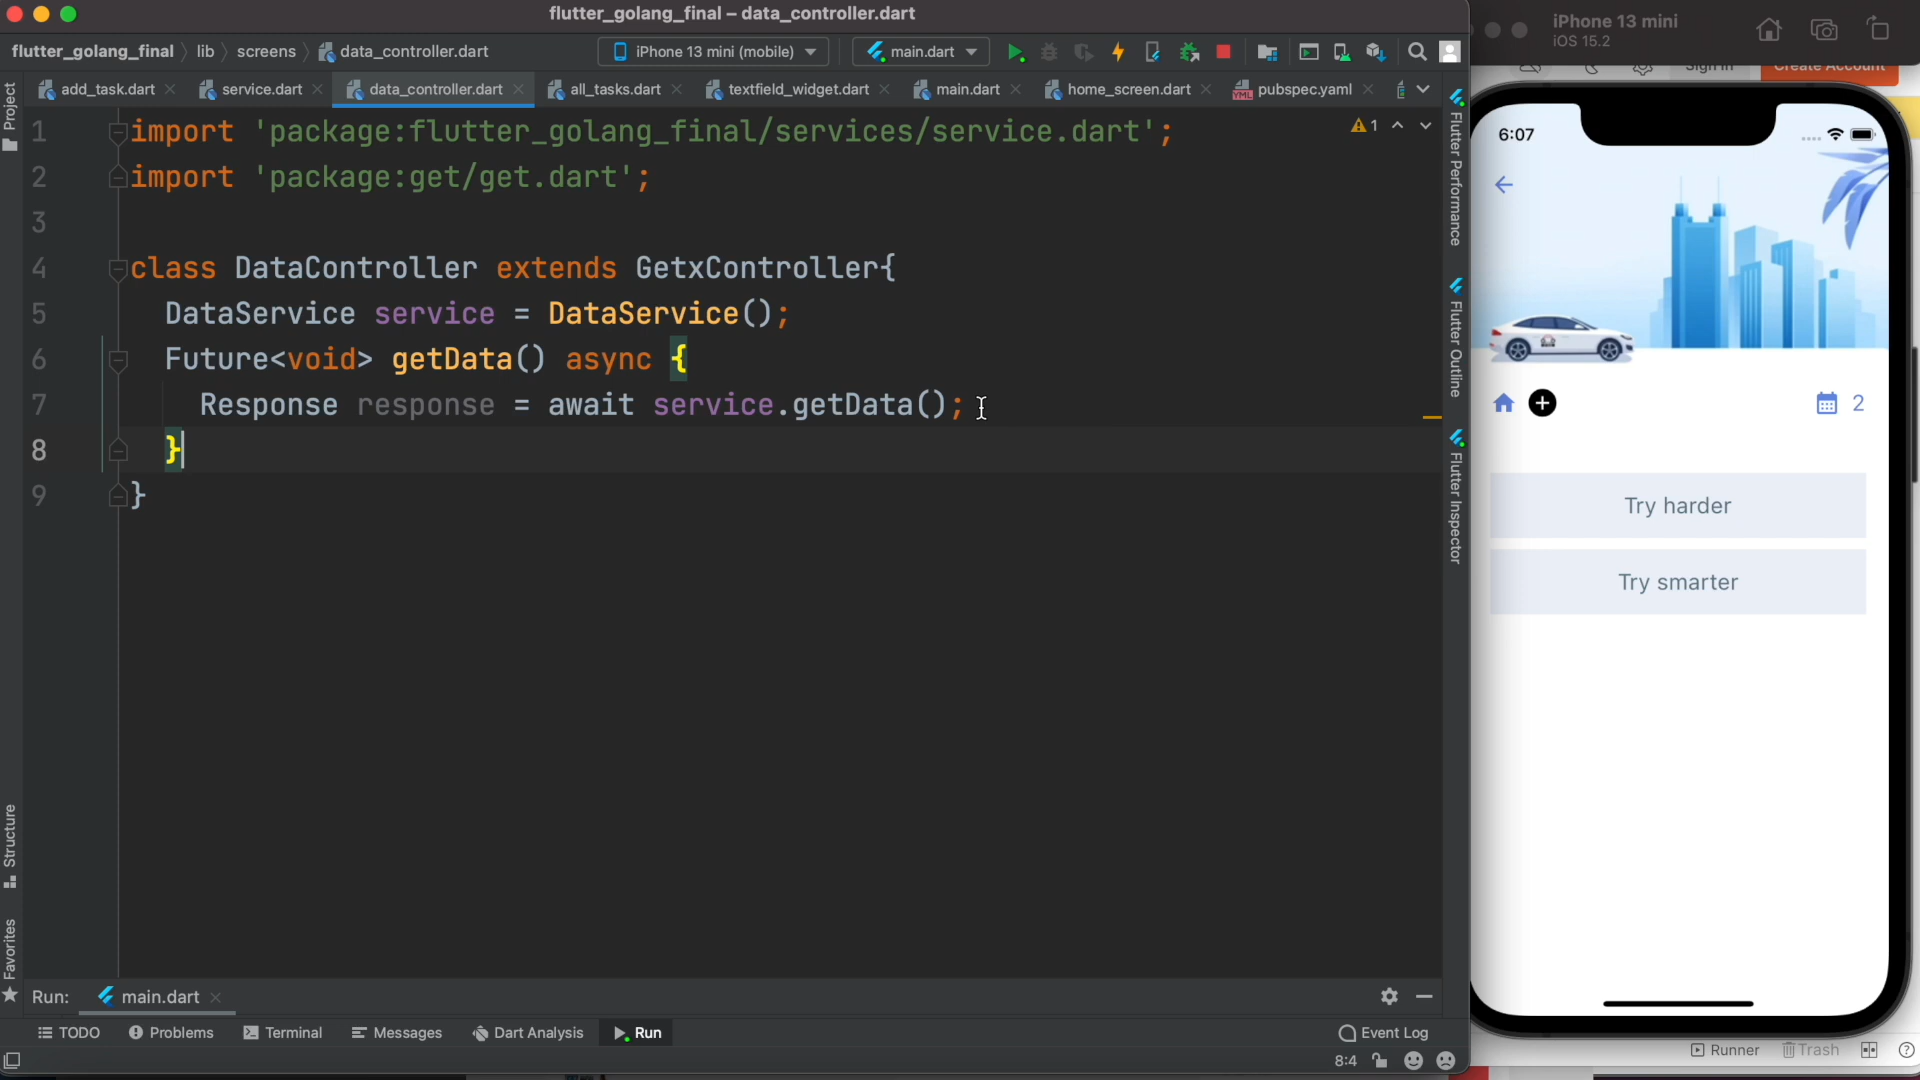 flutter_golang_final – data_controller.dart
iPhone 13 mini
iOS 15.2
flutter_golang_final lib screens data_controller.dart
iPhone 13 mini (mobile)
main.dart
Sign in
Create Account
Project
add_task.dart
service.dart
data_controller.dart
all_tasks.dart
textfield_widget.dart
main.dart
home_screen.dart
pubspec.yaml
1 import 'package:flutter_golang_final/services/service.dart';
1
2 import 'package:get/get.dart';
3
4 class DataController extends GetxController{
5 DataService service = DataService();
6 Future<void> getData() async {
7 Response response = await service.getData();
8 }
9 }
Flutter Performance
Flutter Outline
Flutter Inspector
6:07
2
Try harder
Try smarter
Structure
Favorites
Run: main.dart
TODO Problems Terminal Messages Dart Analysis Run Event Log
8:4
Runner Trash